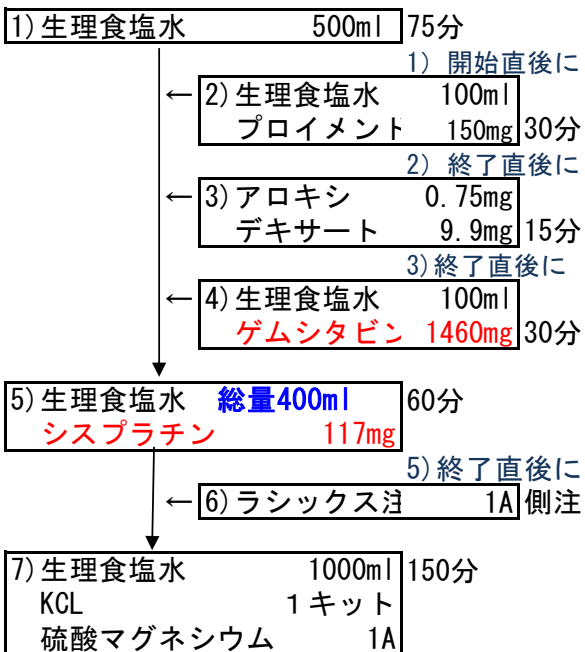 1)生理食塩水 500ml 75分
1) 開始直後に
← 2)生理食塩水 100ml
プロイメント 150mg 30分
2) 終了直後に
← 3)アロキシ 0.75mg
デキサート 9.9mg 15分
3)終了直後に
← 4)生理食塩水 100ml
ゲムシタビン 1460mg 30分
5)生理食塩水 総量400ml 60分
シスプラチン 117mg
5)終了直後に
← 6)ラシックス注 1A 側注
7)生理食塩水 1000ml 150分
KCL 1キット
硫酸マグネシウム 1A